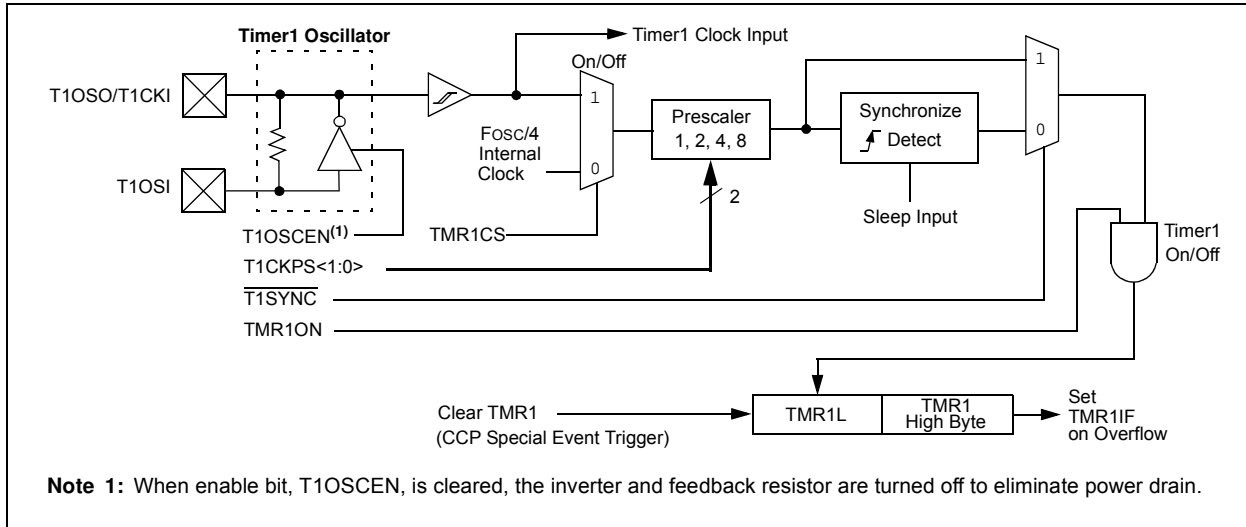 Timer1 Oscillator
Timer1 Clock Input
On/Off
T1OSO/T1CKI
1
1
FOSC/4
Internal
Clock
0
Prescaler
1, 2, 4, 8
Synchronize
Detect
0
T1OSI
2
Sleep Input
T1OSCEN(1)
TMR1CS
Timer1
On/Off
T1CKPS<1:0>
T1SYNC
TMR1ON
Clear TMR1
(CCP Special Event Trigger)
TMR1L
TMR1
High Byte
Set
TMR1IF
on Overflow
Note 1: When enable bit, T1OSCEN, is cleared, the inverter and feedback resistor are turned off to eliminate power drain.